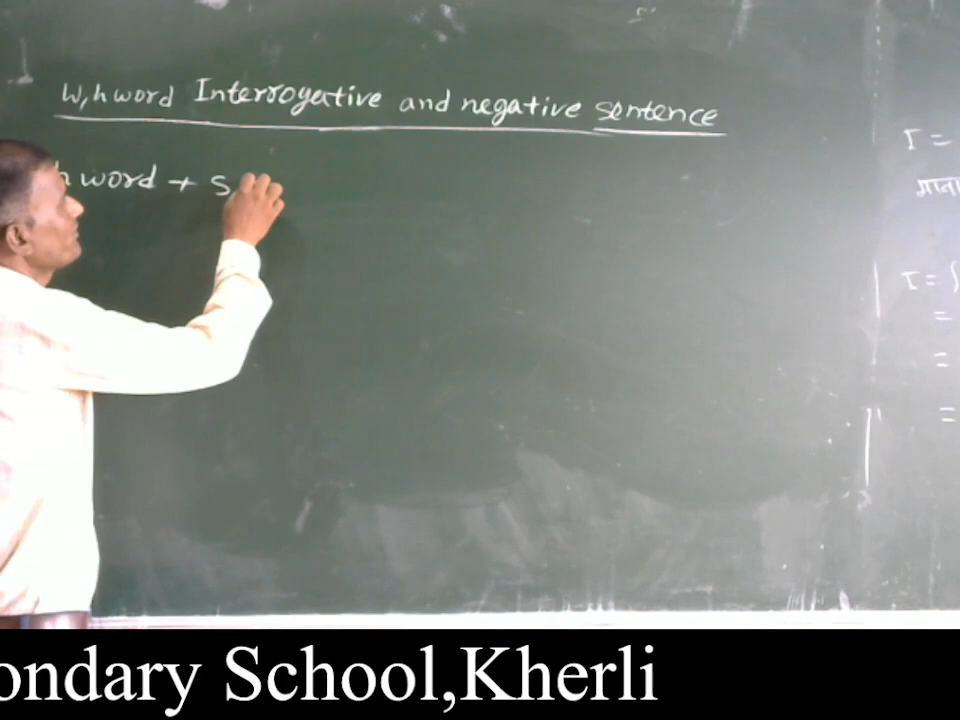 W,h word Interrogative and negative sentence
h word + s
I =
I =
=
=
=
ondary School,Kherli